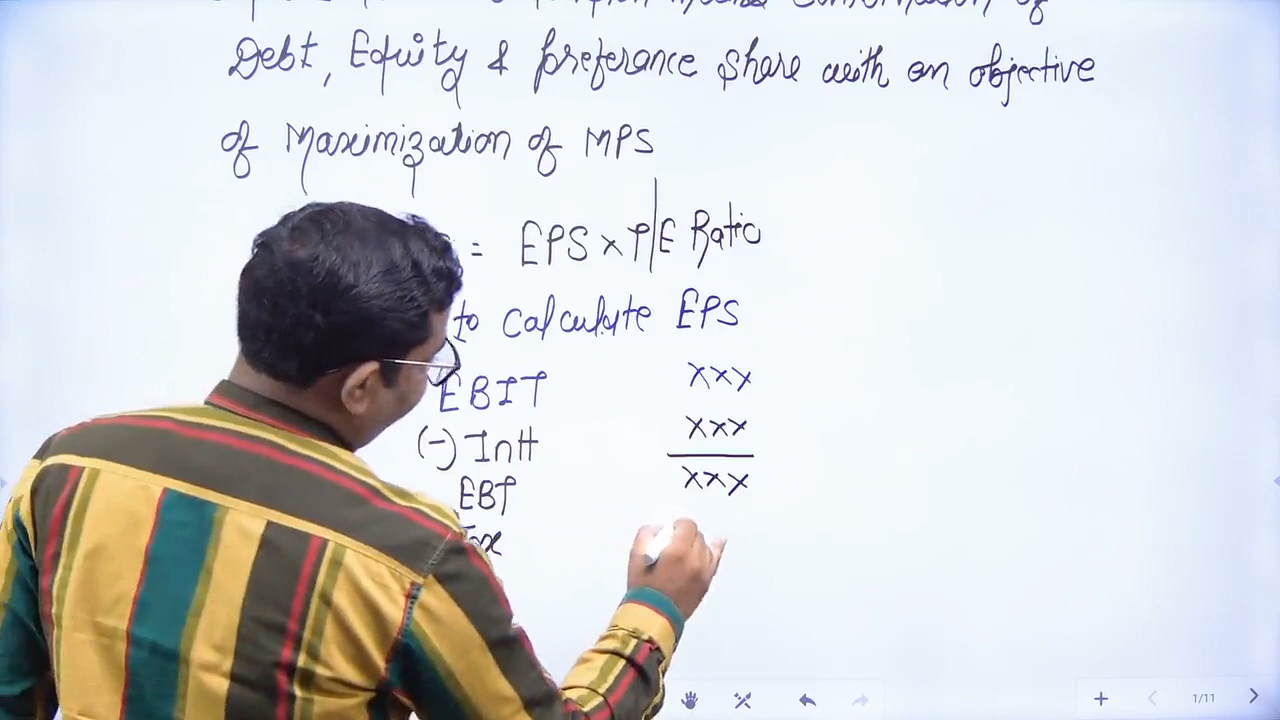 Debt, Equity & preferance share with an objective
of Maximization of MPS
= EPS x P/E Ratio
to calculate EPS
EBIT xxx
(-) Intt xxx
EBT xxx
1/11